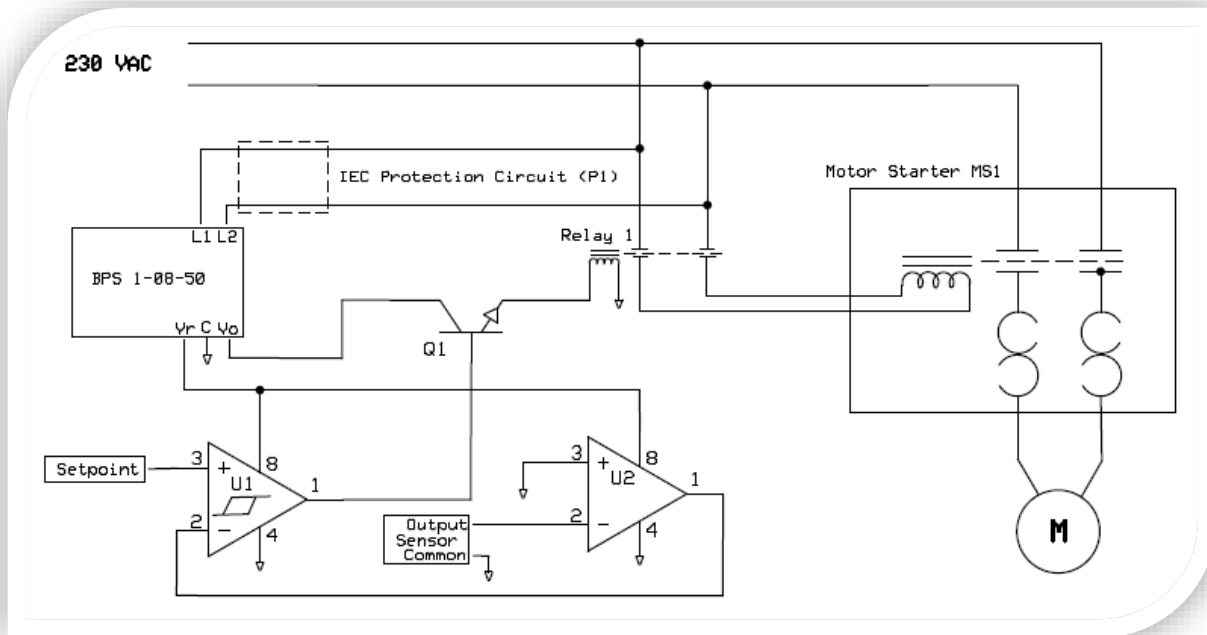 230 VAC
IEC Protection Circuit (P1)
Motor Starter MS1
L1 L2
Relay 1
BPS 1-08-50
Vr C Vo
Q1
Setpoint
3
+
8
U1
1
2
-
4
3
+
8
U2
1
2
-
4
Output
Sensor
Common
M